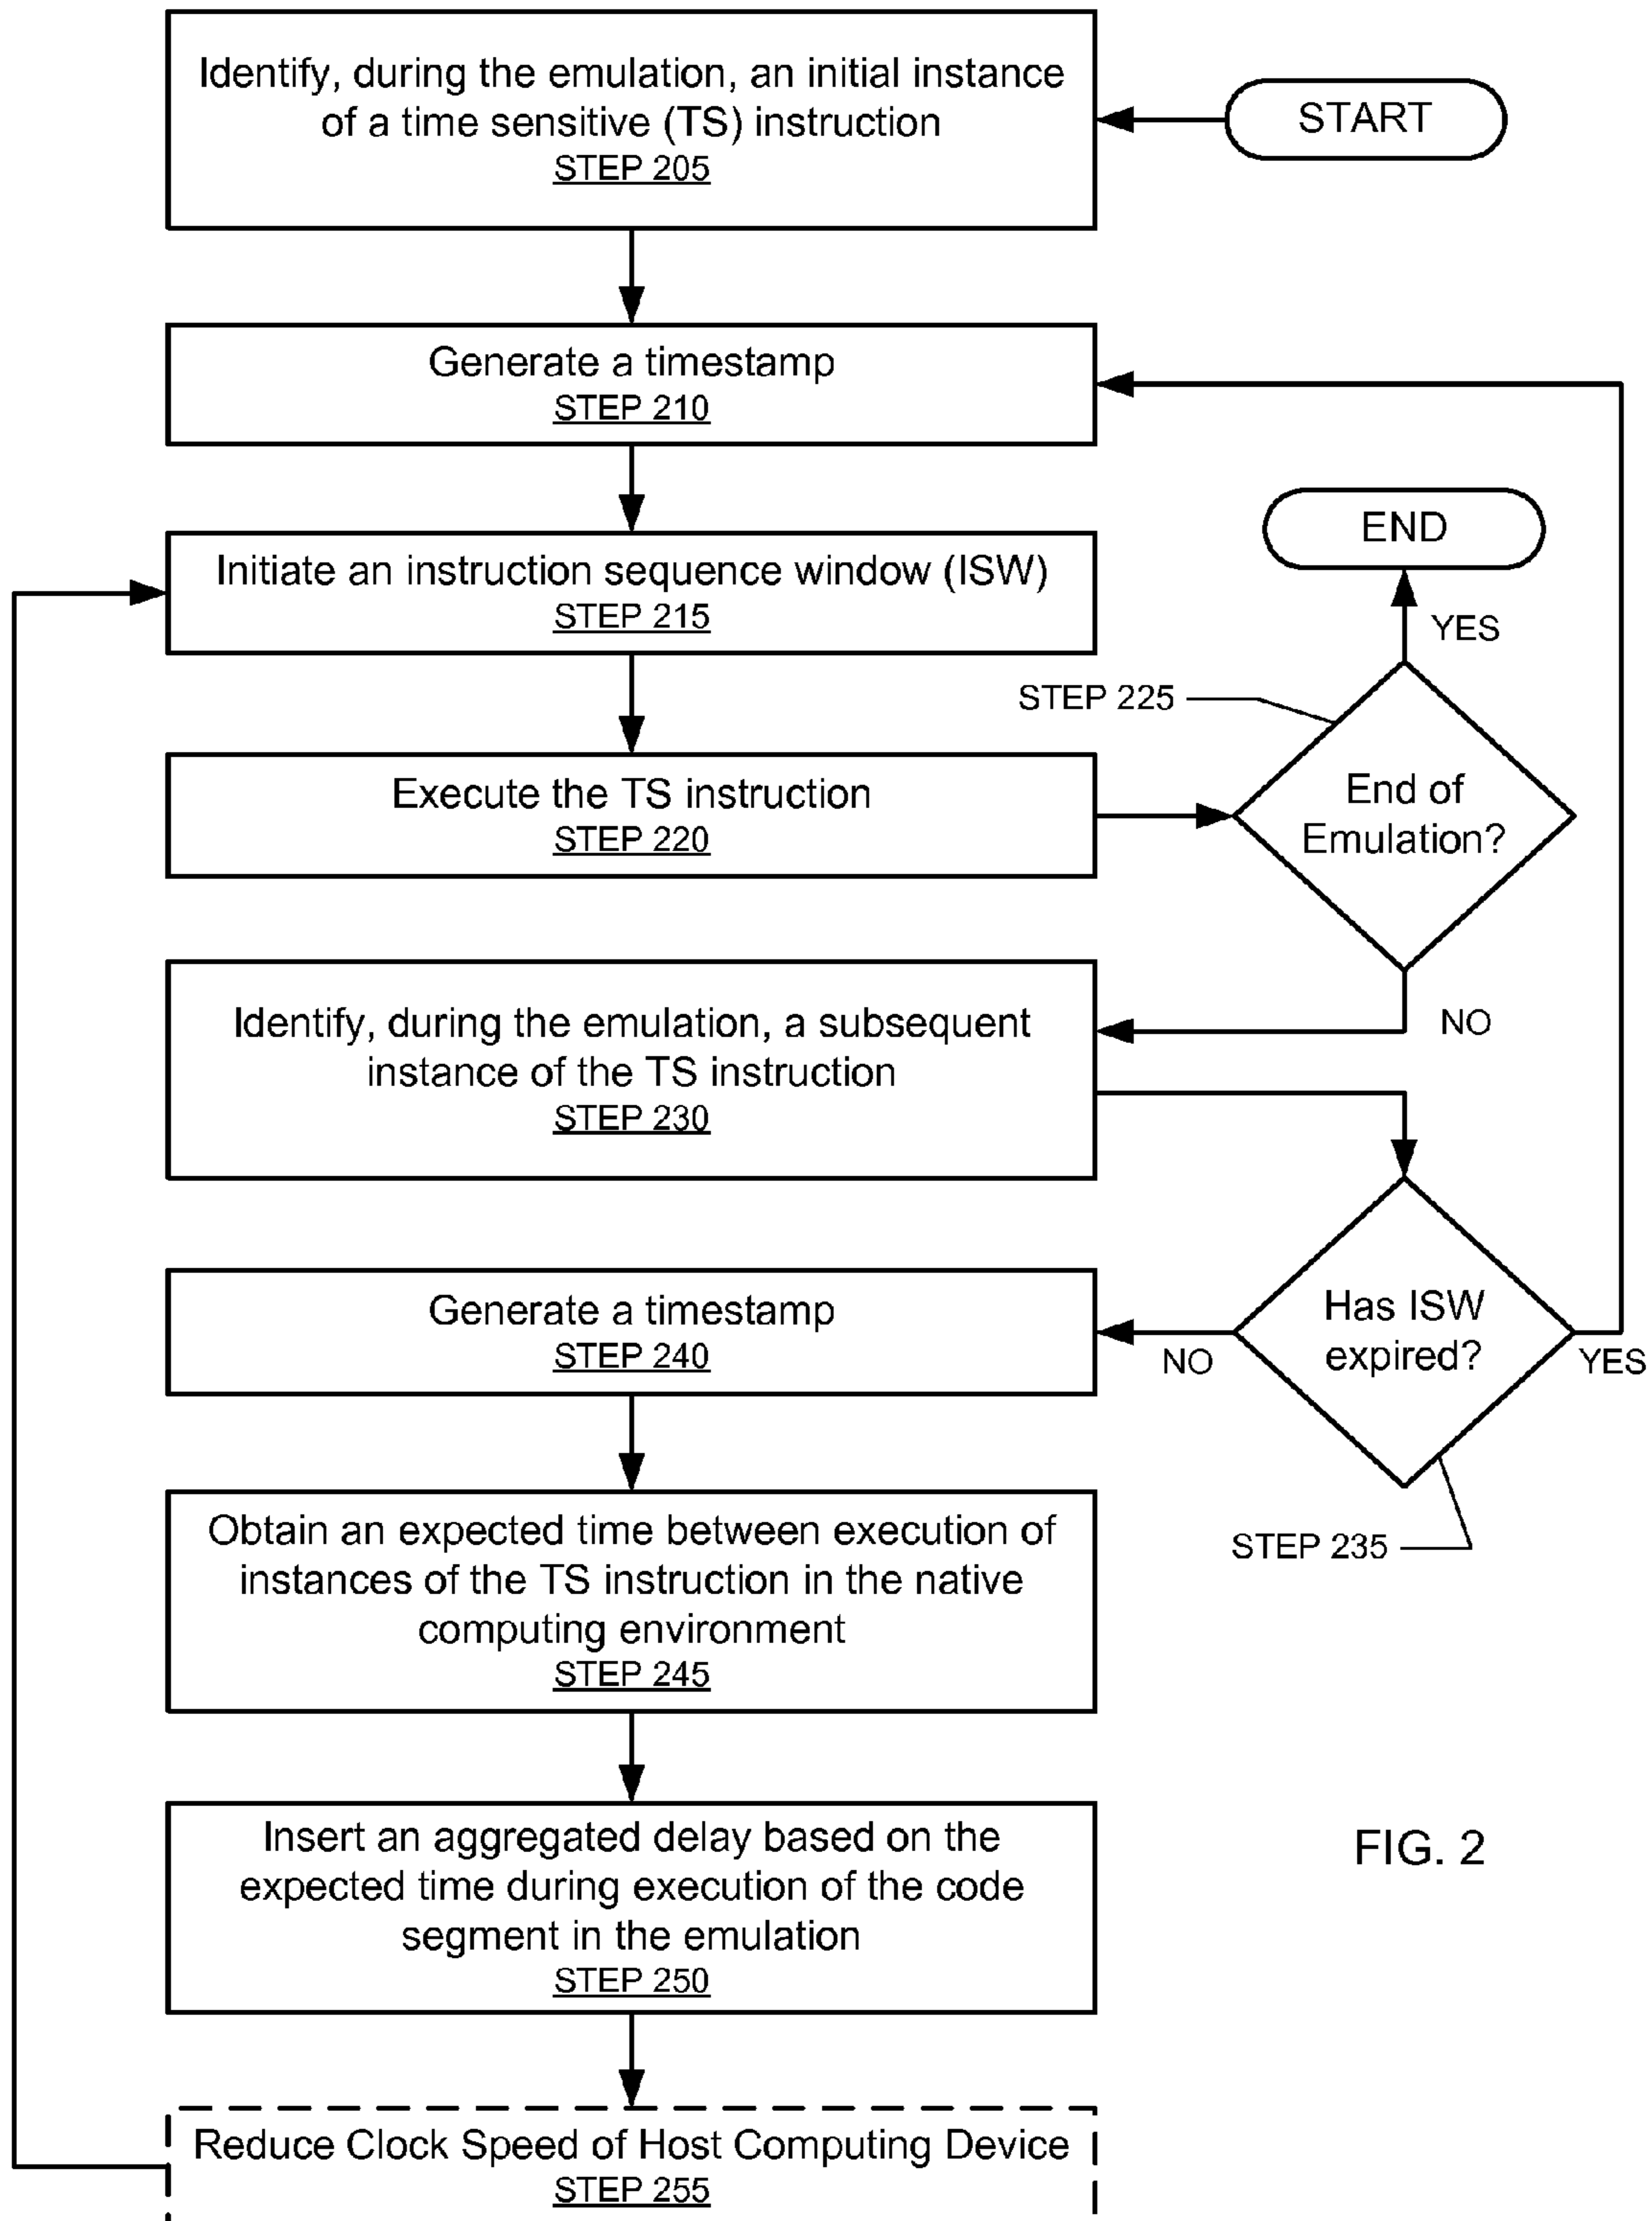 Identify, during the emulation, an initial instance
of a time sensitive (TS) instruction
STEP 205
START
Generate a timestamp
STEP 210
Initiate an instruction sequence window (ISW)
STEP 215
END
YES
STEP 225
Execute the TS instruction
STEP 220
End of
Emulation?
NO
Identify, during the emulation, a subsequent
instance of the TS instruction
STEP 230
Has ISW
expired?
NO
YES
STEP 235
Generate a timestamp
STEP 240
Obtain an expected time between execution of
instances of the TS instruction in the native
computing environment
STEP 245
Insert an aggregated delay based on the
expected time during execution of the code
segment in the emulation
STEP 250
FIG. 2
Reduce Clock Speed of Host Computing Device
STEP 255